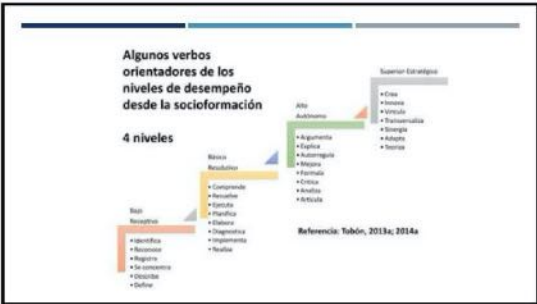 Algunos verbos
orientadores de los
niveles de desempeño
desde la socioformación
4 niveles
Bajo
Receptivo
• Identifica
• Reconoce
• Registra
• Se concentra
• Describe
• Define
Básico
Resolutivo
• Comprende
• Resuelve
• Ejecuta
• Planifica
• Elabora
• Diagnostica
• Implementa
• Realiza
Alto
Autónomo
• Argumenta
• Explica
• Autorregula
• Mejora
• Formula
• Critica
• Analiza
• Articula
Superior Estratégico
• Crea
• Innova
• Vincula
• Transversaliza
• Sinergia
• Adapta
• Teoriza
Referencia: Tobón, 2013a; 2014a